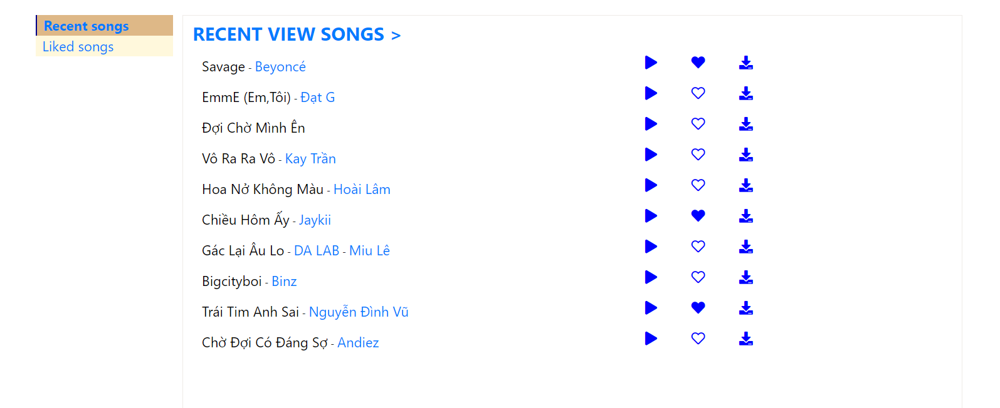 Recent songs
Liked songs
RECENT VIEW SONGS >
Savage - Beyoncé
EmmE (Em,Tôi) - Đạt G
Đợi Chờ Mình Ên
Vô Ra Ra Vô - Kay Trần
Hoa Nở Không Màu - Hoài Lâm
Chiều Hôm Ấy - Jaykii
Gác Lại Âu Lo - DA LAB - Miu Lê
Bigcityboi - Binz
Trái Tim Anh Sai - Nguyễn Đình Vũ
Chờ Đợi Có Đáng Sợ - Andiez